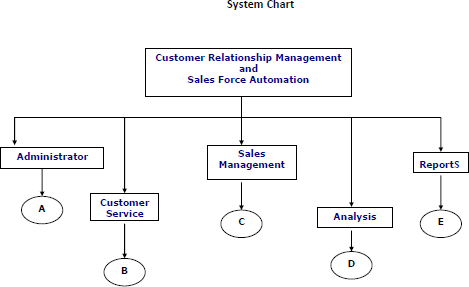 System Chart
Customer Relationship Management
and
Sales Force Automation
Administrator
Sales
Management
ReportS
A
Customer
Service
C
Analysis
E
B
D